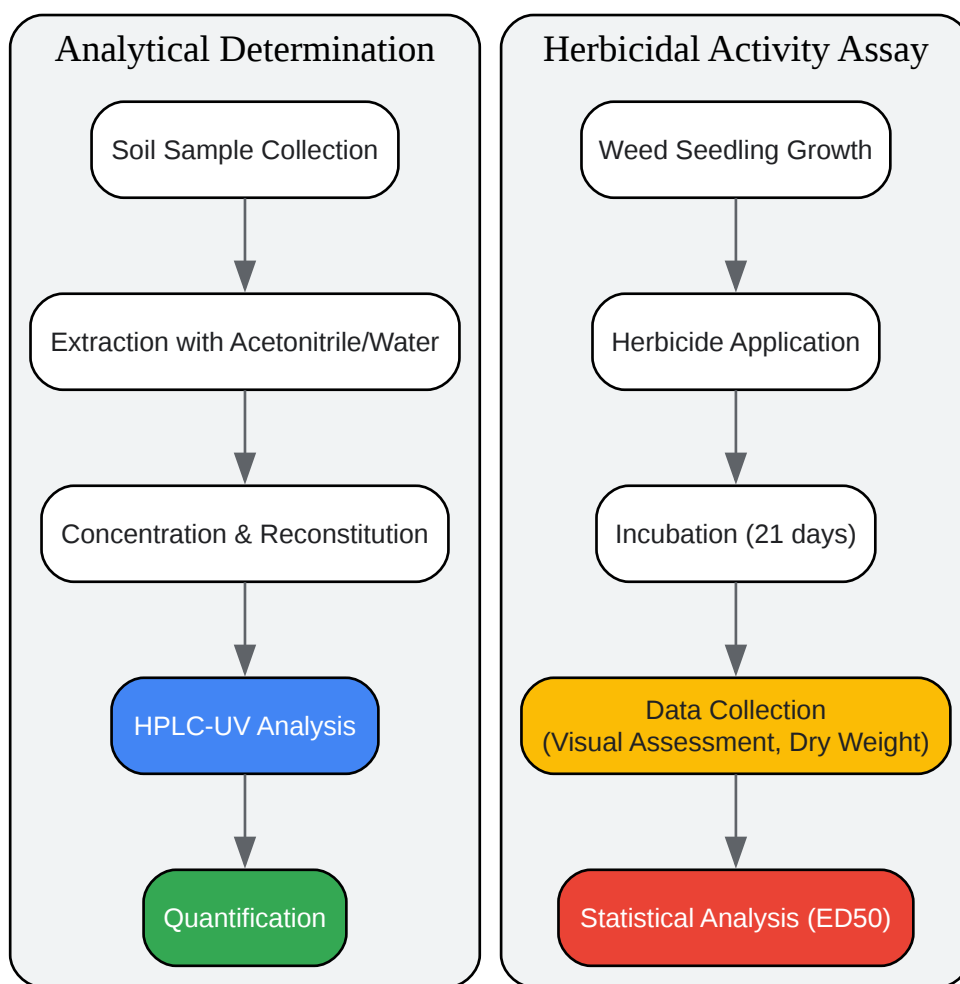 Analytical Determination
Soil Sample Collection
Extraction with Acetonitrile/Water
Concentration & Reconstitution
HPLC-UV Analysis
Quantification
Herbicidal Activity Assay
Weed Seedling Growth
Herbicide Application
Incubation (21 days)
Data Collection
(Visual Assessment, Dry Weight)
Statistical Analysis (ED50)